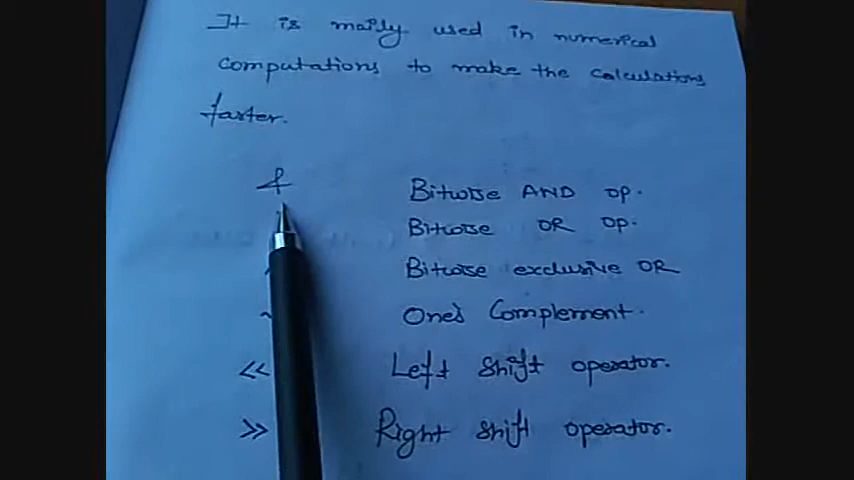 It is maily used in numerical
computations to make the calculations
faster.
& Bitwise AND op.
Bitwise OR op.
Bitwise exclusive OR
~ One's Complement.
<< Left shift operator.
>> Right shift operator.